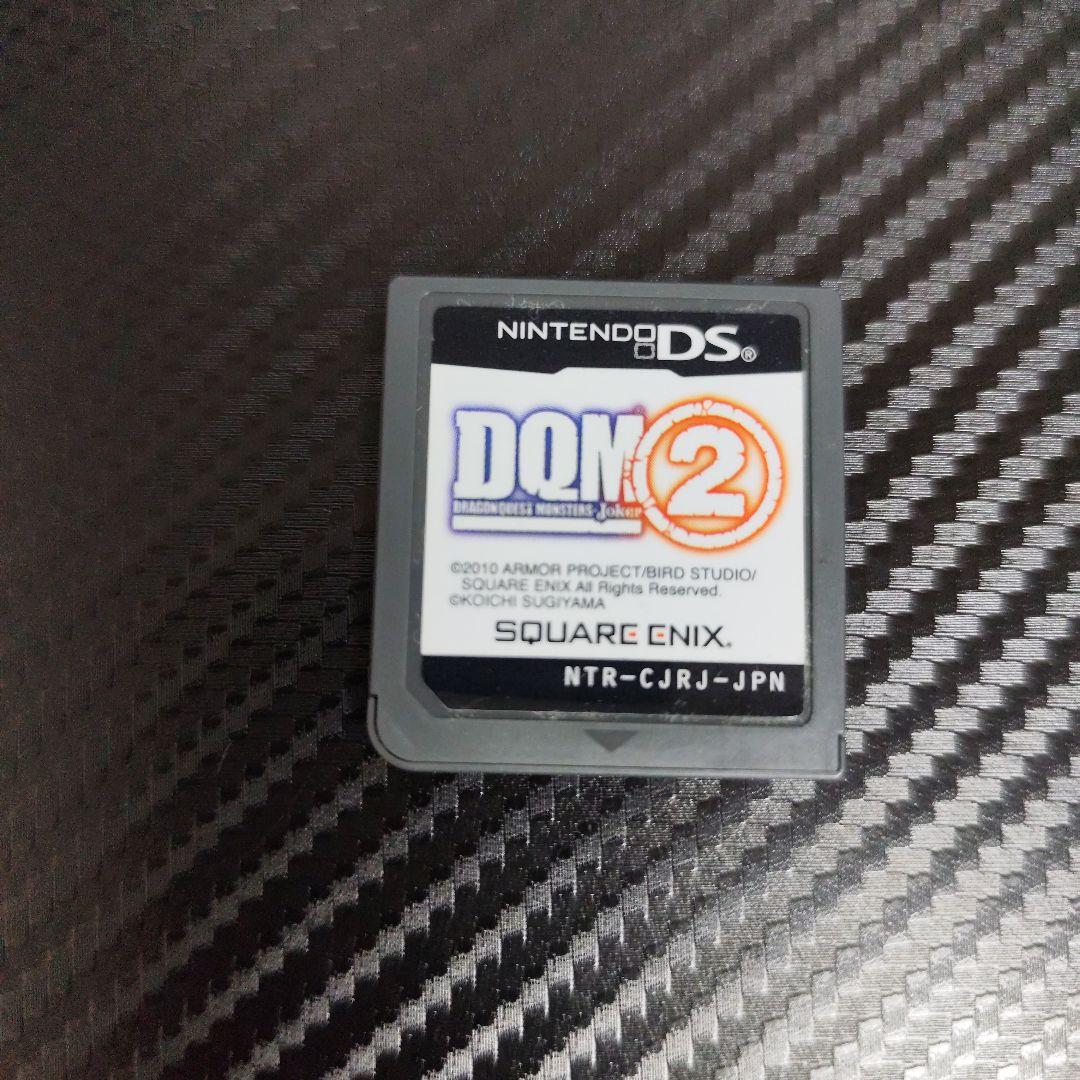 NINTENDO DS®
DQM® 2
DRAGON QUEST MONSTERS Joker
©2010 ARMOR PROJECT/BIRD STUDIO/
SQUARE ENIX All Rights Reserved.
©KOICHI SUGIYAMA
SQUARE ENIX.
NTR-CJRJ-JPN